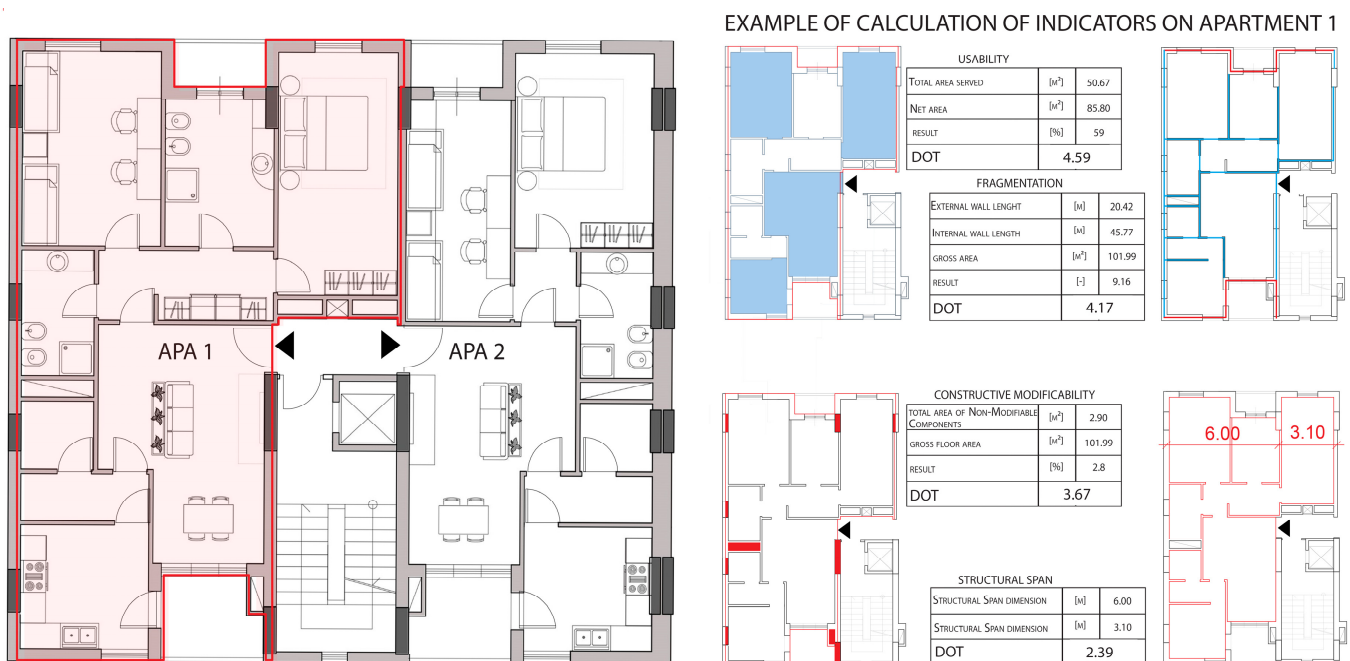 EXAMPLE OF CALCULATION OF INDICATORS ON APARTMENT 1
APA 1
APA 2
USABILITY
TOTAL AREA SERVED [M²] 50.67
NET AREA [M²] 85.80
RESULT [%] 59
DOT 4.59
FRAGMENTATION
EXTERNAL WALL LENGHT [M] 20.42
INTERNAL WALL LENGTH [M] 45.77
GROSS AREA [M²] 101.99
RESULT [-] 9.16
DOT 4.17
CONSTRUCTIVE MODIFICABILITY
TOTAL AREA OF NON-MODIFIABLE
COMPONENTS [M²] 2.90
GROSS FLOOR AREA [M²] 101.99
RESULT [%] 2.8
DOT 3.67
6.00 3.10
STRUCTURAL SPAN
STRUCTURAL SPAN DIMENSION [M] 6.00
STRUCTURAL SPAN DIMENSION [M] 3.10
DOT 2.39